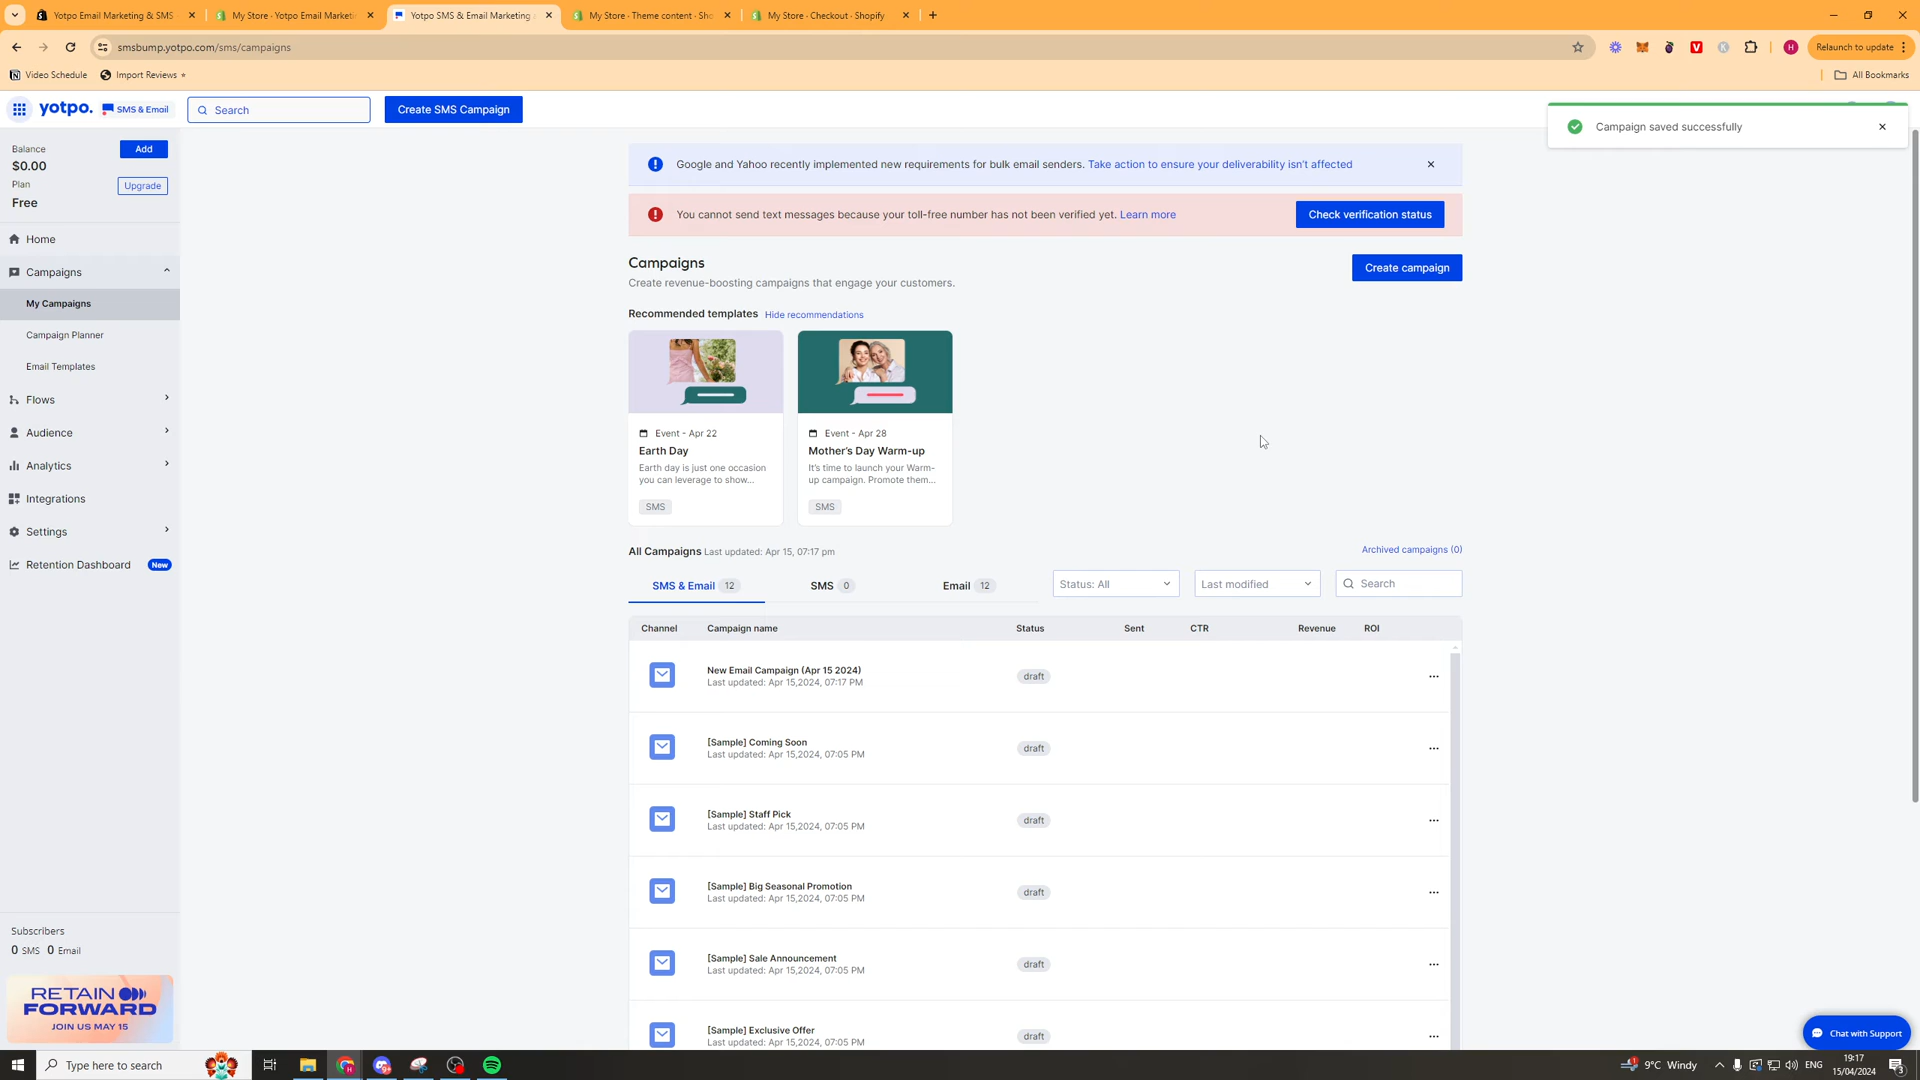 Yotpo Email Marketing & SMS
My Store · Yotpo Email Marketi
Yotpo SMS & Email Marketing
My Store · Theme content · Sho
My Store · Checkout · Shopify
smsbump.yotpo.com/sms/campaigns
Relaunch to update
Video Schedule
Import Reviews
All Bookmarks
yotpo.
SMS & Email
Search
Create SMS Campaign
Campaign saved successfully
Balance
$0.00
Add
Plan
Free
Upgrade
Home
Campaigns
My Campaigns
Campaign Planner
Email Templates
Flows
Audience
Analytics
Integrations
Settings
Retention Dashboard
New
Subscribers
0 SMS 0 Email
RETAIN
FORWARD
JOIN US MAY 15
Google and Yahoo recently implemented new requirements for bulk email senders. Take action to ensure your deliverability isn't affected
You cannot send text messages because your toll-free number has not been verified yet. Learn more
Check verification status
Campaigns
Create revenue-boosting campaigns that engage your customers.
Create campaign
Recommended templates Hide recommendations
Event - Apr 22
Earth Day
Earth day is just one occasion
you can leverage to show...
SMS
Event - Apr 28
Mother's Day Warm-up
It's time to launch your Warm-
up campaign. Promote them...
SMS
All Campaigns Last updated: Apr 15, 07:17 pm
Archived campaigns (0)
SMS & Email 12
SMS 0
Email 12
Status: All
Last modified
Search
Channel Campaign name Status Sent CTR Revenue ROI
New Email Campaign (Apr 15 2024)
Last updated: Apr 15,2024, 07:17 PM
draft
[Sample] Coming Soon
Last updated: Apr 15,2024, 07:05 PM
draft
[Sample] Staff Pick
Last updated: Apr 15,2024, 07:05 PM
draft
[Sample] Big Seasonal Promotion
Last updated: Apr 15,2024, 07:05 PM
draft
[Sample] Sale Announcement
Last updated: Apr 15,2024, 07:05 PM
draft
[Sample] Exclusive Offer
Last updated: Apr 15,2024, 07:05 PM
draft
Chat with Support
Type here to search
9°C Windy
ENG
19:17
15/04/2024